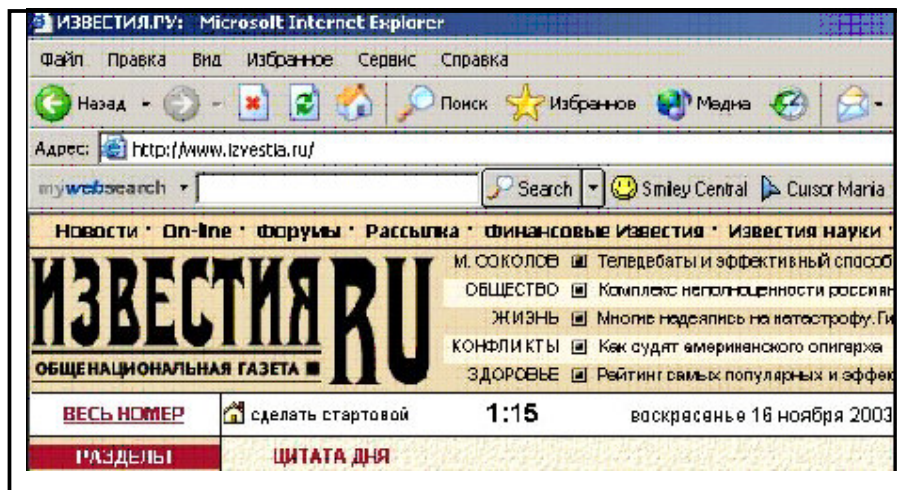 ИЗВЕСТИЯ.РУ: Microsoft Internet Explorer
Файл Правка Вид Избранное Сервис Справка
Назад Поиск Избранное Медиа
Адрес: http://www.izvestia.ru/
mywebsearch Search Smiley Central Cursor Mania
Новости · On-line · Форумы · Рассылка · Финансовые Известия · Известия науки ·
ИЗВЕСТИЯ RU
ОБЩЕНАЦИОНАЛЬНАЯ ГАЗЕТА
М. СОКОЛОВ Теледебаты и эффективный способ
ОБЩЕСТВО Комплекс неполноценности россиян
ЖИЗНЬ Многие надеялись на катастрофу. Ги
КОНФЛИКТЫ Как судят американского олигарха
ЗДОРОВЬЕ Рейтинг самых популярных и эффек
ВЕСЬ НОМЕР сделать стартовой 1:15 воскресенье 16 ноября 2003
РАЗДЕЛЫ ЦИТАТА ДНЯ